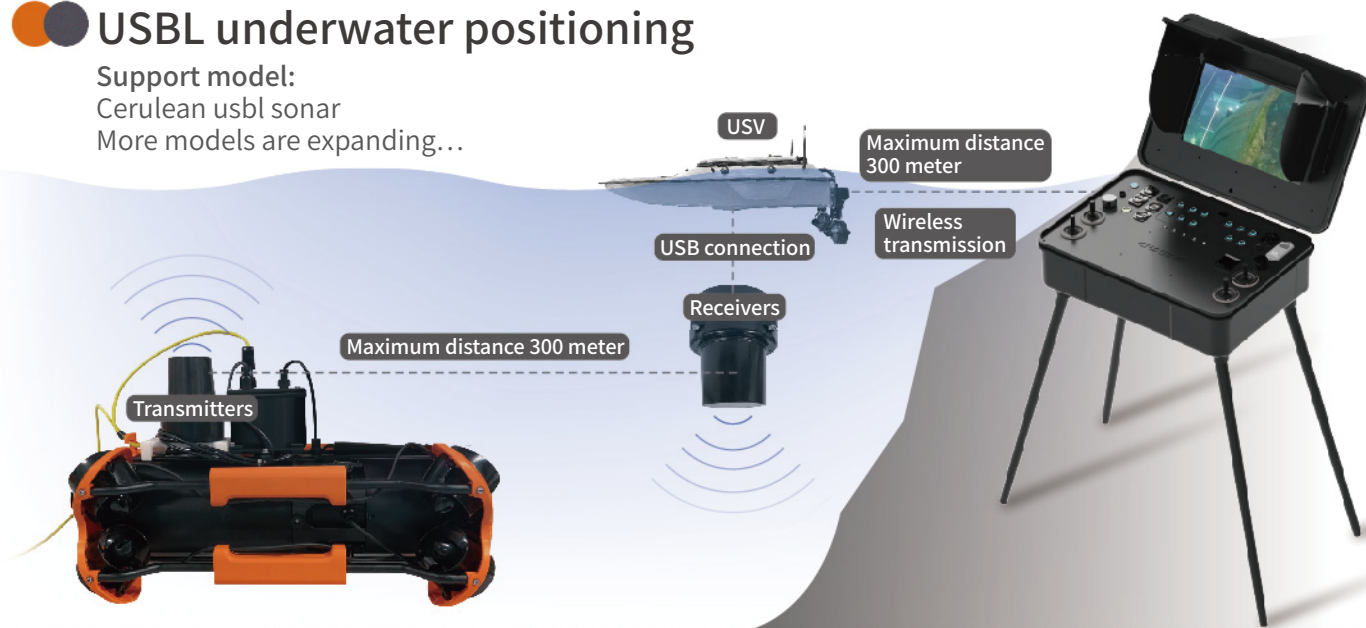 USBL underwater positioning
Support model:
Cerulean usbl sonar
More models are expanding…
USV
Maximum distance
300 meter
Wireless
transmission
USB connection
Receivers
Maximum distance 300 meter
Transmitters